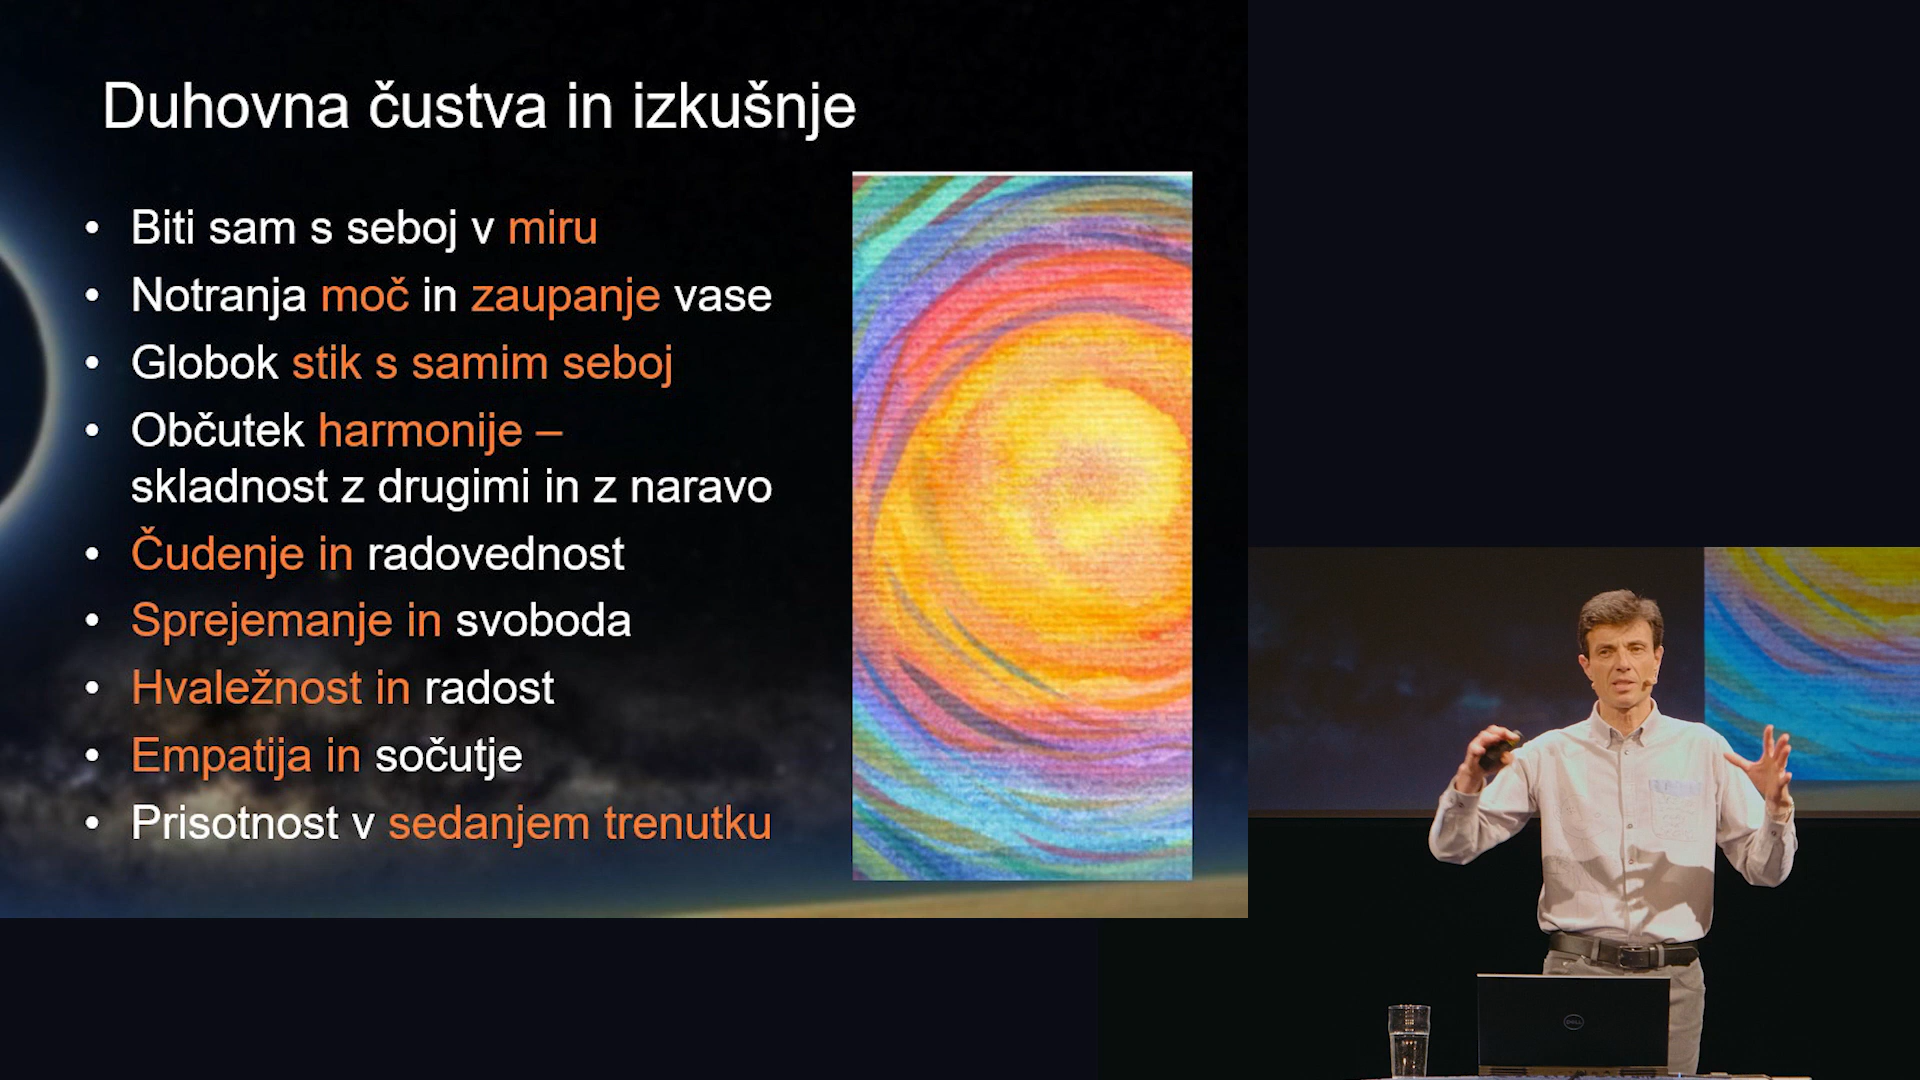 Duhovna čustva in izkušnje
• Biti sam s seboj v miru
• Notranja moč in zaupanje vase
• Globok stik s samim seboj
• Občutek harmonije –
skladnost z drugimi in z naravo
• Čudenje in radovednost
• Sprejemanje in svoboda
• Hvaležnost in radost
• Empatija in sočutje
• Prisotnost v sedanjem trenutku
DELL